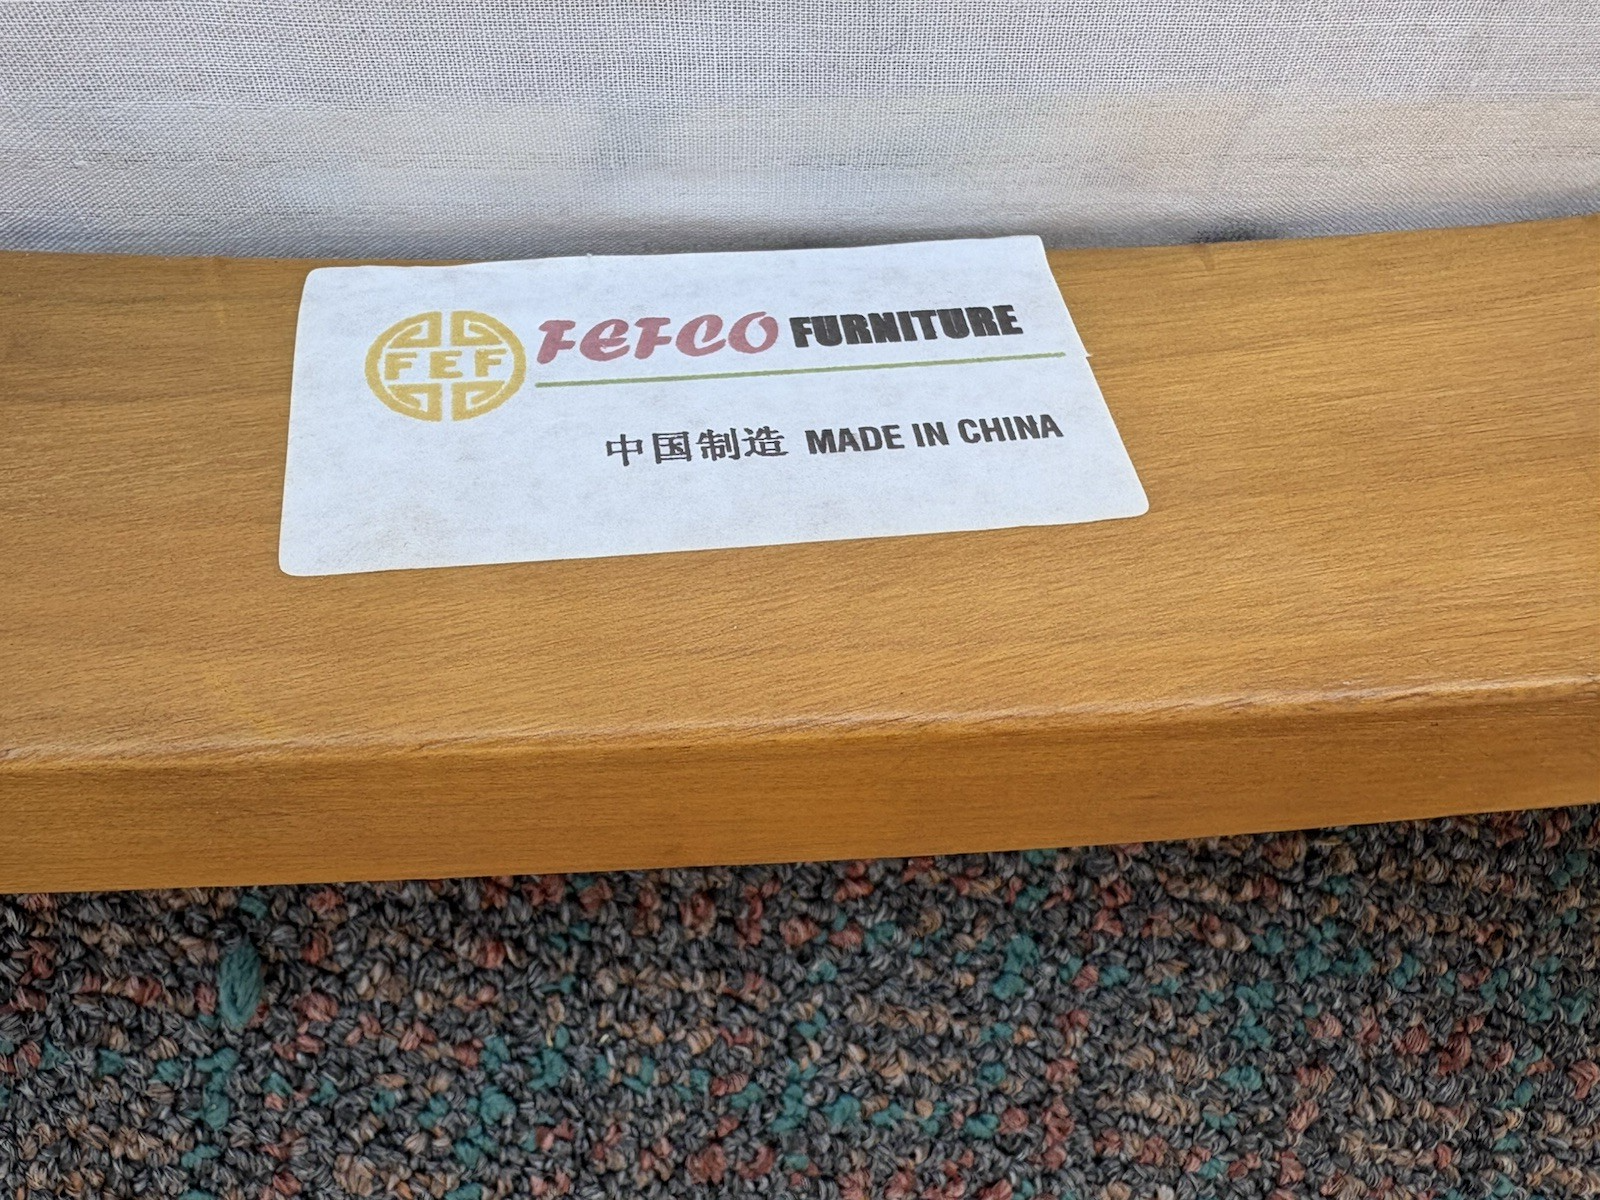 FEF
FEFCO FURNITURE
中国制造 MADE IN CHINA